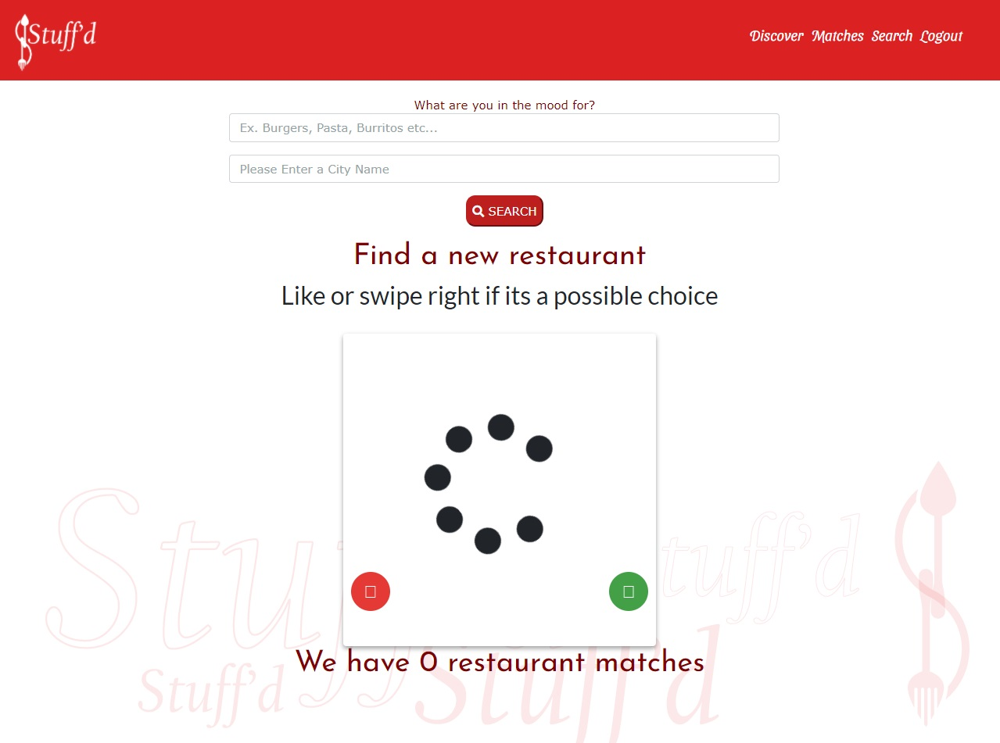 Stuff'd
Discover Matches Search Logout
What are you in the mood for?
Ex. Burgers, Pasta, Burritos etc...
Please Enter a City Name
SEARCH
Find a new restaurant
Like or swipe right if its a possible choice
Stuff
tuff'd
We have 0 restaurant matches
Stuff'd
Stuff'd